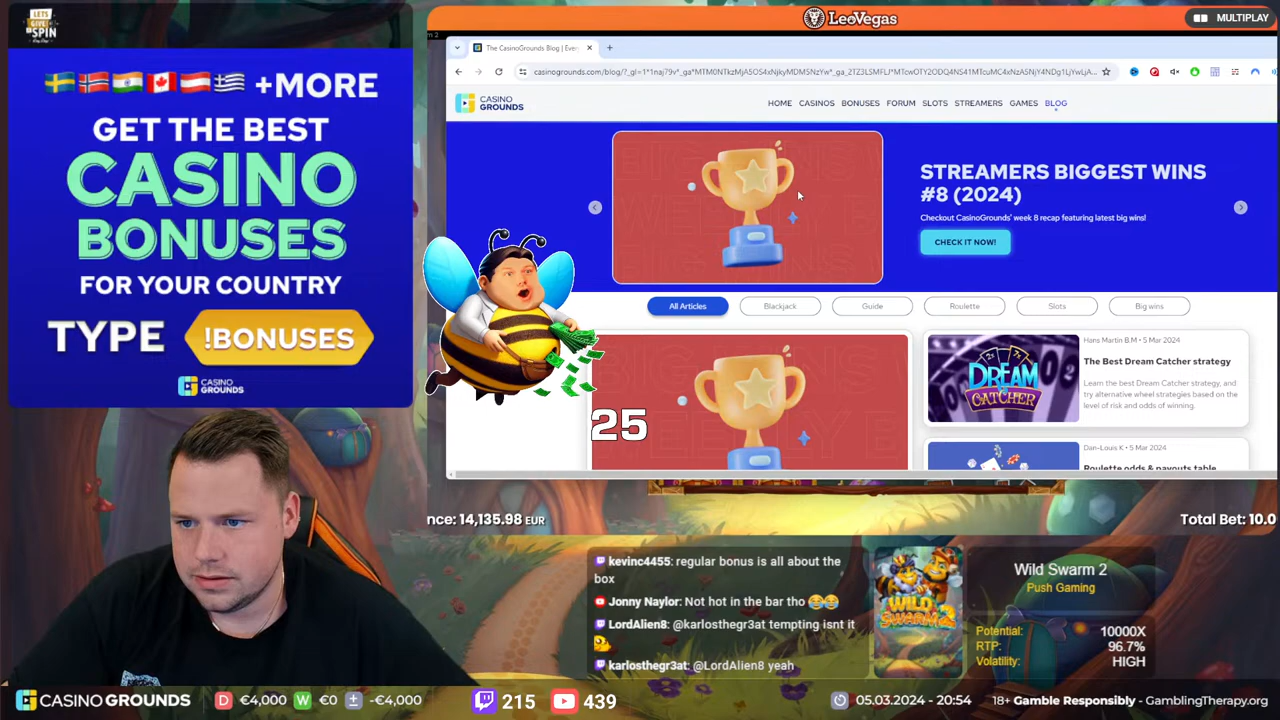 LETS
GIVE IT A
SPIN
+MORE
GET THE BEST
CASINO
BONUSES
FOR YOUR COUNTRY
TYPE !BONUSES
CASINO
GROUNDS
LeoVegas
MULTIPLAY
The CasinoGrounds Blog | Ever
CASINO
GROUNDS
HOME CASINOS BONUSES FORUM SLOTS STREAMERS GAMES BLOG
STREAMERS BIGGEST WINS
#8 (2024)
Checkout CasinoGrounds' week 8 recap featuring latest big wins!
CHECK IT NOW!
All Articles Blackjack Guide Roulette Slots Big wins
Hans Martin B.M • 5 Mar 2024
The Best Dream Catcher strategy
Learn the best Dream Catcher strategy, and
try alternative wheel strategies based on the
level of risk and odds of winning.
DREAM
CATCHER
Dan-Louis K • 5 Mar 2024
Roulette odds & payouts table
25
nce: 14,135.98 EUR
Total Bet: 10.0
kevinc4455: regular bonus is all about the
box
Jonny Naylor: Not hot in the bar tho 😂😂
LordAlien8: @karlosthegr3at tempting isnt it
karlosthegr3at: @LordAlien8 yeah
WILD
SWARM
2
Wild Swarm 2
Push Gaming
Potential: 10000X
RTP: 96.7%
Volatility: HIGH
CASINOGROUNDS D €4,000 W €0 ± -€4,000 215 439 05.03.2024 - 20:54 18+ Gamble Responsibly - GamblingTherapy.org